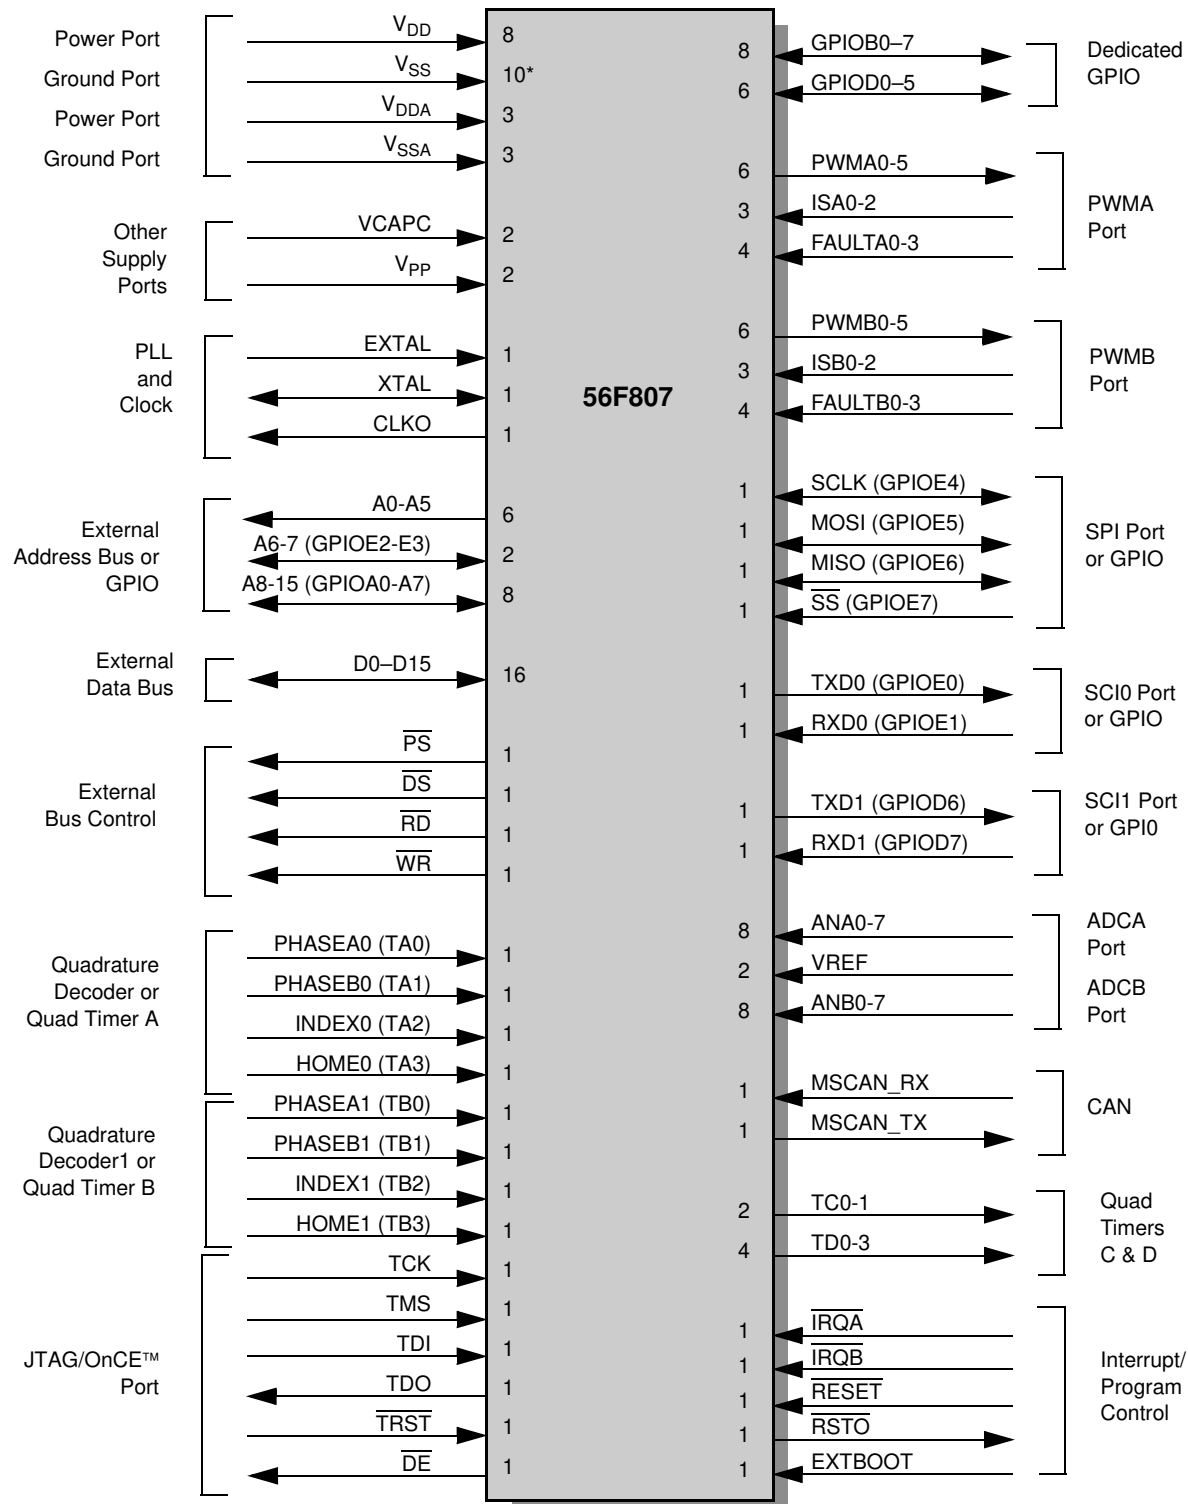 Power Port
V_DD
8
Ground Port
V_SS
10*
Power Port
V_DDA
3
Ground Port
V_SSA
3
Other
Supply
Ports
VCAPC
2
V_PP
2
PLL
and
Clock
EXTAL
1
XTAL
1
CLKO
1
External
Address Bus or
GPIO
A0-A5
6
A6-7 (GPIOE2-E3)
2
A8-15 (GPIOA0-A7)
8
External
Data Bus
D0–D15
16
External
Bus Control
P̅S̅
1
D̅S̅
1
R̅D̅
1
W̅R̅
1
Quadrature
Decoder or
Quad Timer A
PHASEA0 (TA0)
1
PHASEB0 (TA1)
1
INDEX0 (TA2)
1
HOME0 (TA3)
1
Quadrature
Decoder1 or
Quad Timer B
PHASEA1 (TB0)
1
PHASEB1 (TB1)
1
INDEX1 (TB2)
1
HOME1 (TB3)
1
JTAG/OnCE™
Port
TCK
1
TMS
1
TDI
1
TDO
1
T̅R̅S̅T̅
1
D̅E̅
1
56F807
8
GPIOB0–7
6
GPIOD0–5
Dedicated
GPIO
6
PWMA0-5
3
ISA0-2
4
FAULTA0-3
PWMA
Port
6
PWMB0-5
3
ISB0-2
4
FAULTB0-3
PWMB
Port
1
SCLK (GPIOE4)
1
MOSI (GPIOE5)
1
MISO (GPIOE6)
1
S̅S̅ (GPIOE7)
SPI Port
or GPIO
1
TXD0 (GPIOE0)
1
RXD0 (GPIOE1)
SCI0 Port
or GPIO
1
TXD1 (GPIOD6)
1
RXD1 (GPIOD7)
SCI1 Port
or GPI0
8
ANA0-7
2
VREF
8
ANB0-7
ADCA
Port
ADCB
Port
1
MSCAN_RX
1
MSCAN_TX
CAN
2
TC0-1
4
TD0-3
Quad
Timers
C & D
1
I̅R̅Q̅A̅
1
I̅R̅Q̅B̅
1
R̅E̅S̅E̅T̅
1
R̅S̅T̅O̅
1
EXTBOOT
Interrupt/
Program
Control